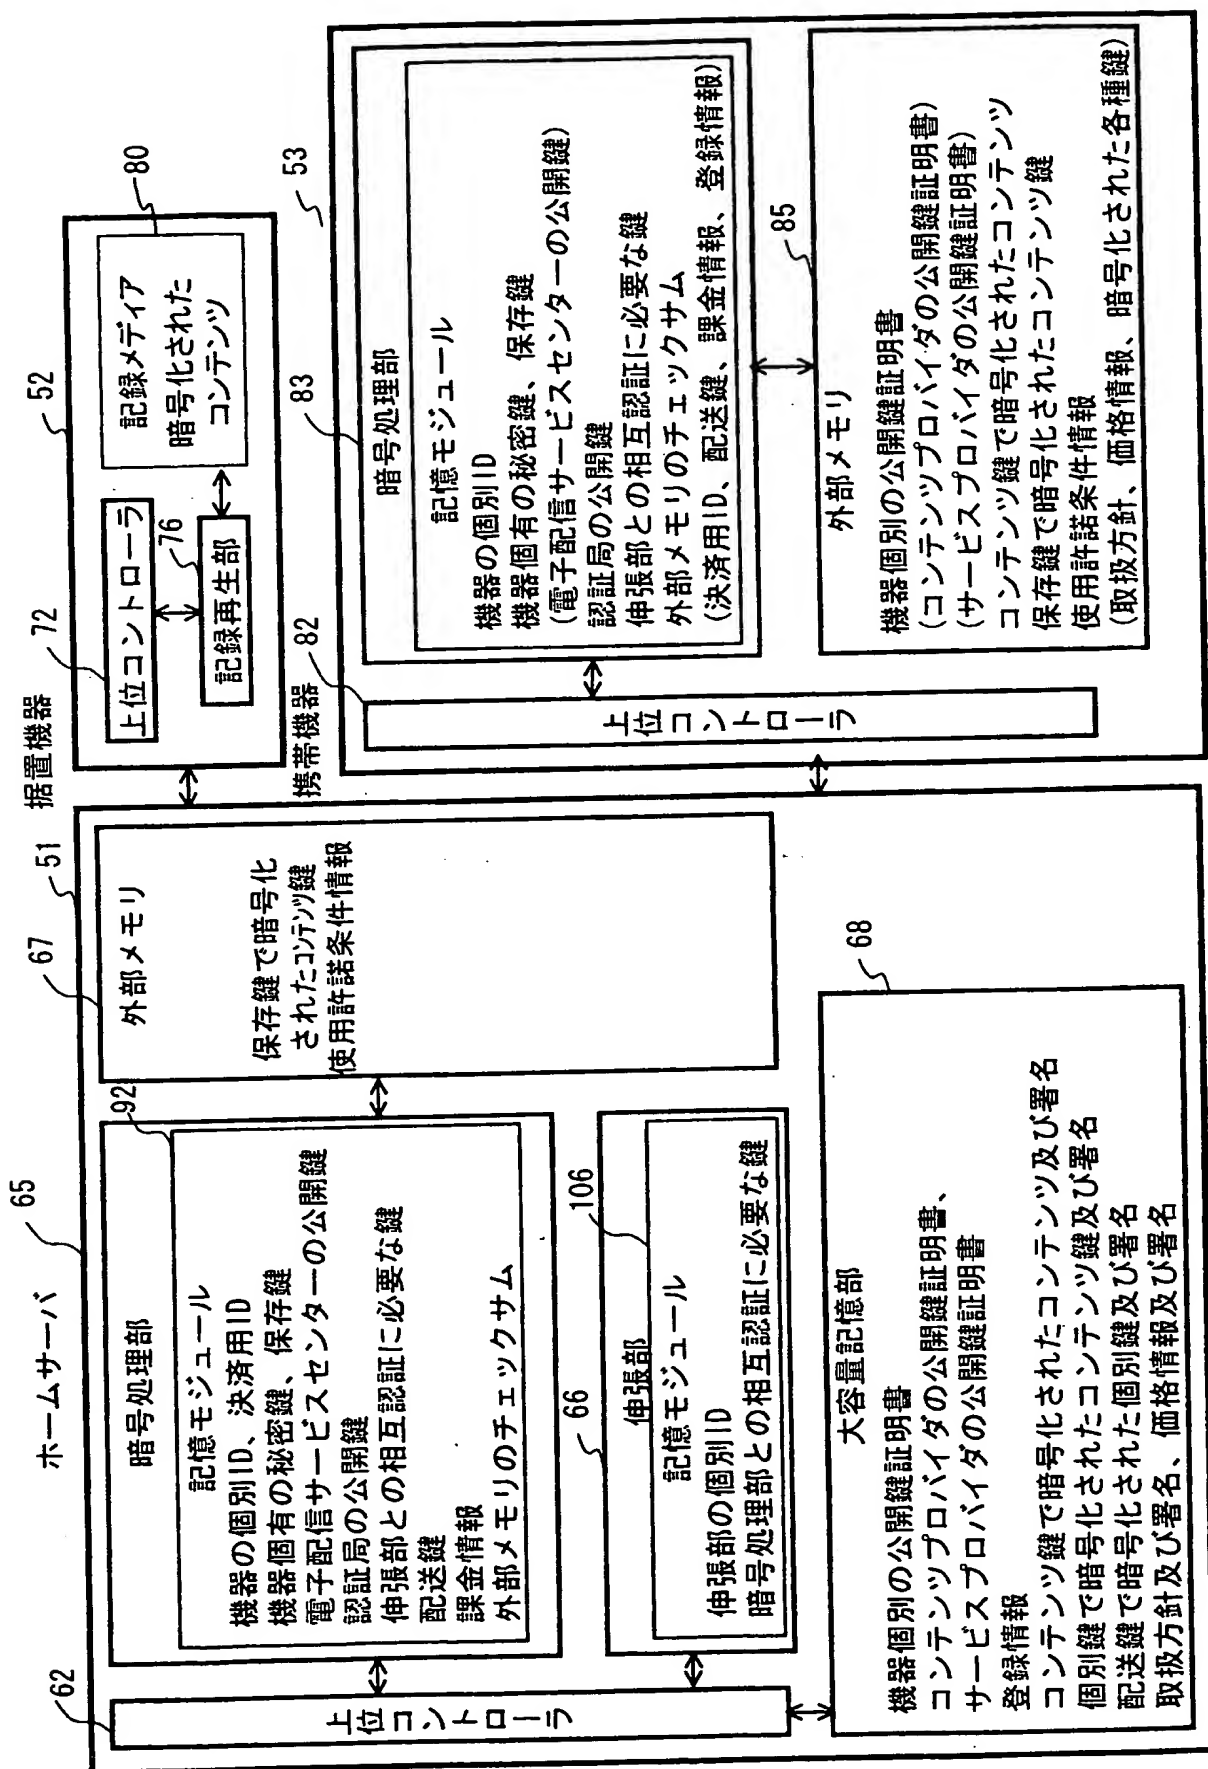 ホームサーバ
65
51
62
上位コントローラ
暗号処理部
92
記憶モジュール
機器の個別ID、決済用ID
機器個有の秘密鍵、保存鍵
電子配信サービスセンターの公開鍵
認証局の公開鍵
伸張部との相互認証に必要な鍵
配送鍵
課金情報
外部メモリのチェックサム
66
伸張部
106
記憶モジュール
伸張部の個別ID
暗号処理部との相互認証に必要な鍵
67
外部メモリ
保存鍵で暗号化
されたコンテンツ鍵
使用許諾条件情報
68
大容量記憶部
機器個別の公開鍵証明書
コンテンツプロバイダの公開鍵証明書、
サービスプロバイダの公開鍵証明書
登録情報
コンテンツ鍵で暗号化されたコンテンツ及び署名
個別鍵で暗号化されたコンテンツ鍵及び署名
配送鍵で暗号化された個別鍵及び署名
取扱方針及び署名、価格情報及び署名
据置機器
52
72
上位コントローラ
76
記録再生部
80
記録メディア
暗号化された
コンテンツ
携帯機器
53
82
上位コントローラ
83
暗号処理部
記憶モジュール
機器の個別ID
機器個有の秘密鍵、保存鍵
(電子配信サービスセンターの公開鍵)
認証局の公開鍵
伸張部との相互認証に必要な鍵
外部メモリのチェックサム
(決済用ID、配送鍵、課金情報、登録情報)
85
外部メモリ
機器個別の公開鍵証明書
(コンテンツプロバイダの公開鍵証明書)
(サービスプロバイダの公開鍵証明書)
コンテンツ鍵で暗号化されたコンテンツ
保存鍵で暗号化されたコンテンツ鍵
使用許諾条件情報
(取扱方針、価格情報、暗号化された各種鍵)